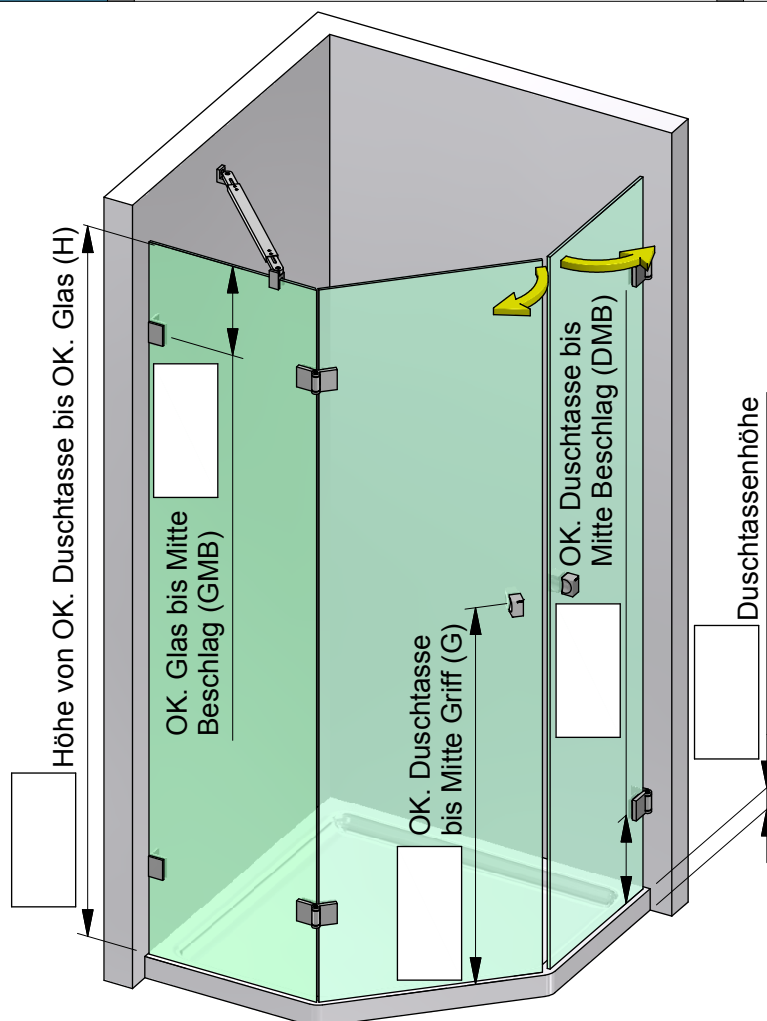 Höhe von OK. Duschtasse bis OK. Glas (H)
OK. Glas bis Mitte
Beschlag (GMB)
OK. Duschtasse
bis Mitte Griff (G)
OK. Duschtasse bis
Mitte Beschlag (DMB)
Duschtassenhöhe